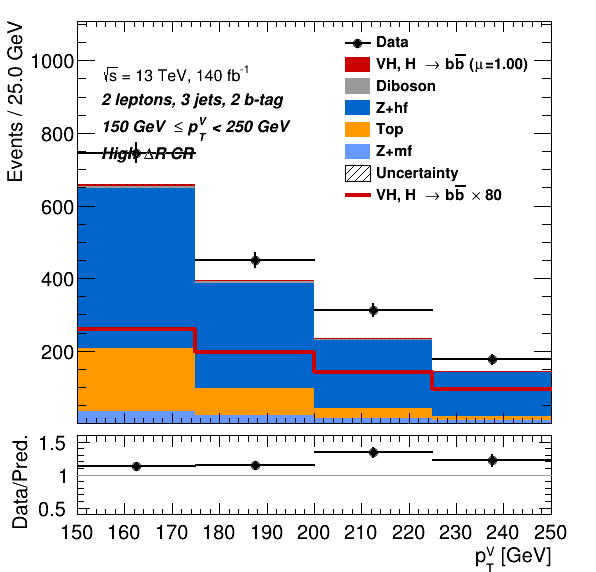 Events / 25.0 GeV
1000
800
600
400
200
√s = 13 TeV, 140 fb⁻¹
2 leptons, 3 jets, 2 b-tag
150 GeV ≤ p_T^V < 250 GeV
High ΔR CR
Data
VH, H → bb̅ (μ=1.00)
Diboson
Z+hf
Top
Z+mf
Uncertainty
VH, H → bb̅ × 80
Data/Pred.
1.5
1
0.5
150 160 170 180 190 200 210 220 230 240 250
p_T^V [GeV]